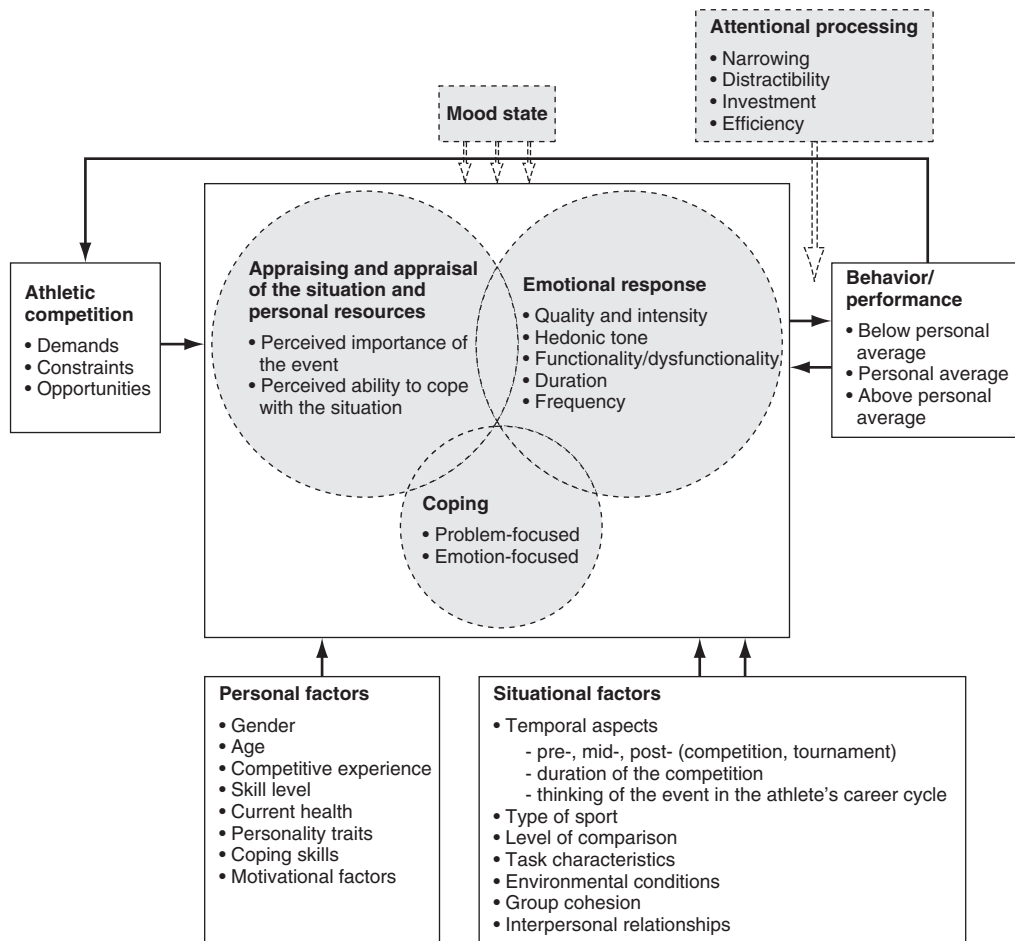 Attentional processing
• Narrowing
• Distractibility
• Investment
• Efficiency
Mood state
Athletic
competition
• Demands
• Constraints
• Opportunities
Appraising and appraisal
of the situation and
personal resources
• Perceived importance of
the event
• Perceived ability to cope
with the situation
Emotional response
• Quality and intensity
• Hedonic tone
• Functionality/dysfunctionality
• Duration
• Frequency
Coping
• Problem-focused
• Emotion-focused
Behavior/
performance
• Below personal
average
• Personal average
• Above personal
average
Personal factors
• Gender
• Age
• Competitive experience
• Skill level
• Current health
• Personality traits
• Coping skills
• Motivational factors
Situational factors
• Temporal aspects
- pre-, mid-, post- (competition, tournament)
- duration of the competition
- thinking of the event in the athlete's career cycle
• Type of sport
• Level of comparison
• Task characteristics
• Environmental conditions
• Group cohesion
• Interpersonal relationships